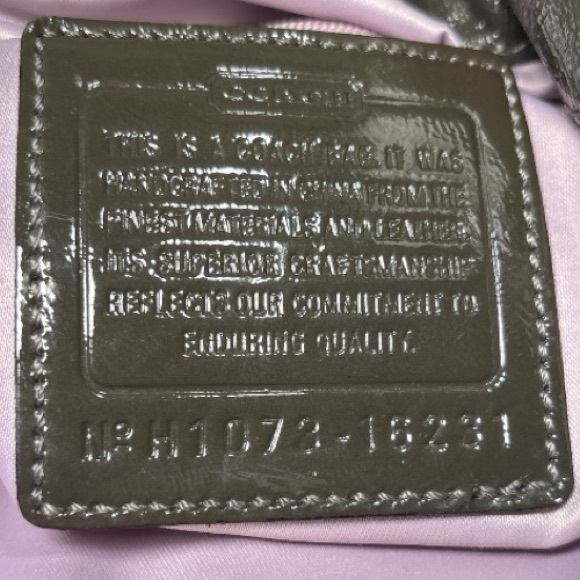 COACH
THIS IS A COACH BAG. IT WAS
HANDCRAFTED IN CHINA FROM THE
FINEST MATERIALS AND LEATHER.
ITS SUPERIOR CRAFTSMANSHIP
REFLECTS OUR COMMITMENT TO
ENDURING QUALITY.
Nº H1073-16231